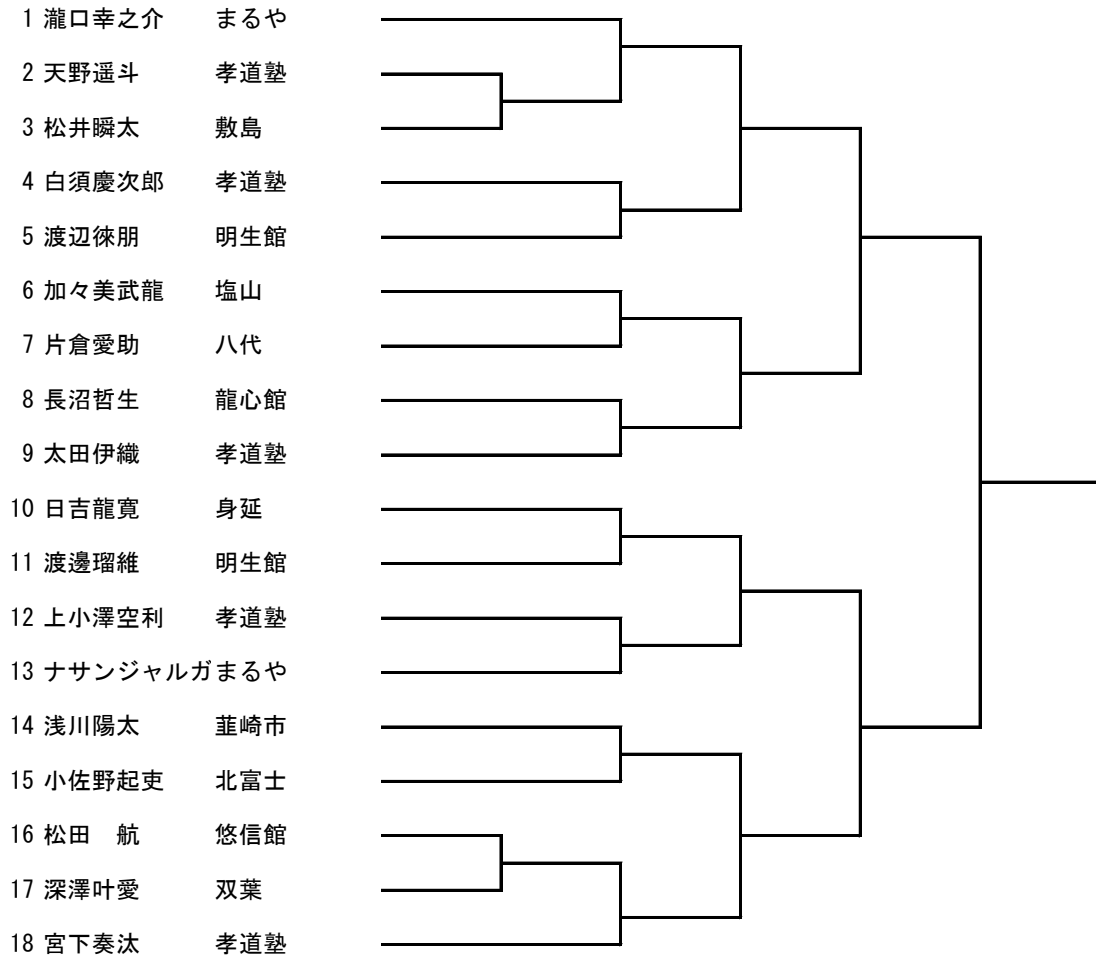 1 瀧口幸之介 まるや
2 天野遥斗 孝道塾
3 松井瞬太 敷島
4 白須慶次郎 孝道塾
5 渡辺徠朋 明生館
6 加々美武龍 塩山
7 片倉愛助 八代
8 長沼哲生 龍心館
9 太田伊織 孝道塾
10 日吉龍寛 身延
11 渡邊瑠維 明生館
12 上小澤空利 孝道塾
13 ナサンジャルガまるや
14 浅川陽太 韮崎市
15 小佐野起吏 北富士
16 松田 航 悠信館
17 深澤叶愛 双葉
18 宮下奏汰 孝道塾